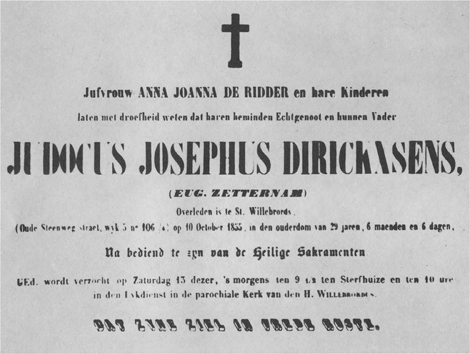 Jufvrouw ANNA JOANNA DE RIDDER en hare Kinderen
laten met droefheid weten dat haren beminden Echtgenoot en hunnen Vader
JUDOCUS JOSEPHUS DIRICKXSENS,
(EUG. ZETTERNAM)
Overleden is te St. Willebrords,
(Oude Steenweg straet, wyk 5 nº 106 /4) op 10 October 1855, in den ouderdom van 29 jaren, 6 maenden en 6 dagen,
Na bediend te zyn van de Heilige Sakramenten
UEd. wordt verzocht op Zaturdag 13 dezer, 's morgens ten 9 ten Sterfhuize en ten 10 ure
in den Lykdienst in de parochiale Kerk van den H. WILLEBRORDUS.
DAT ZYNE ZIEL IN VREDE RUSTE.